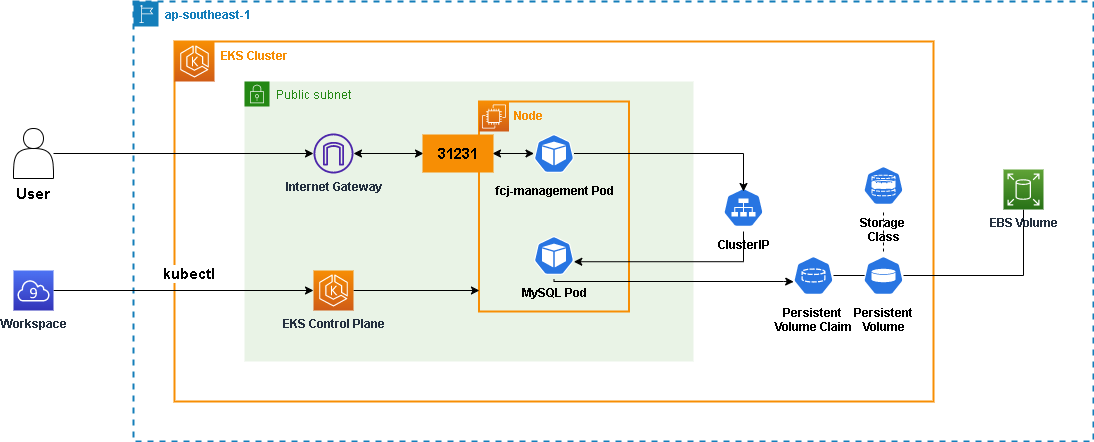 ap-southeast-1
EKS Cluster
Public subnet
Node
31231
User
Internet Gateway
fcj-management Pod
ClusterIP
Storage
Class
EBS Volume
kubectl
9
Workspace
EKS Control Plane
MySQL Pod
Persistent
Volume Claim
Persistent
Volume